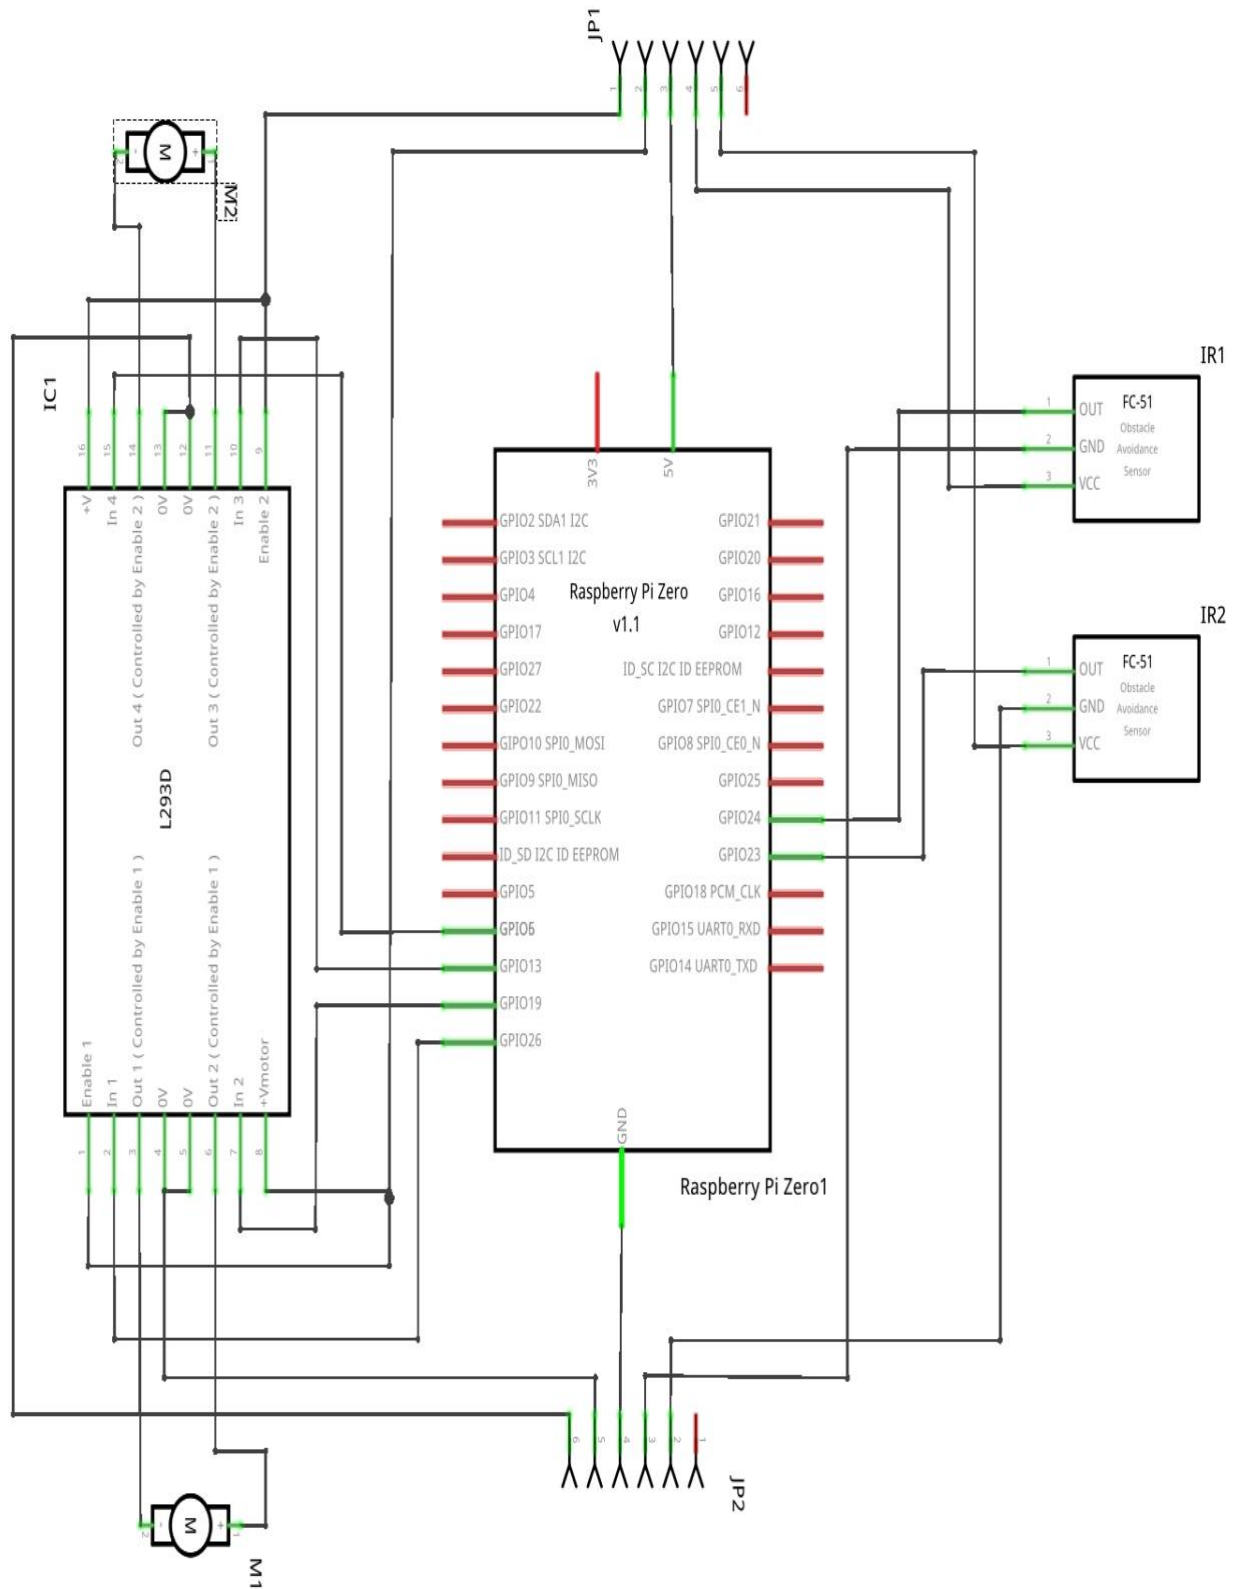 JP1
1 2 3 4 5 6
M
- +
2 1
M2
IC1
16 15 14 13 12 11 10 9
+V
In 4
Out 4 ( Controlled by Enable 2 )
0V
0V
Out 3 ( Controlled by Enable 2 )
In 3
Enable 2
L293D
Enable 1
In 1
Out 1 ( Controlled by Enable 1 )
0V
0V
Out 2 ( Controlled by Enable 1 )
In 2
+Vmotor
1 2 3 4 5 6 7 8
3V3
5V
GPIO2 SDA1 I2C
GPIO3 SCL1 I2C
GPIO4
GPIO17
GPIO27
GPIO22
GIPO10 SPI0_MOSI
GPIO9 SPI0_MISO
GPIO11 SPI0_SCLK
ID_SD I2C ID EEPROM
GPIO5
GPIO6
GPIO13
GPIO19
GPIO26
Raspberry Pi Zero
v1.1
GPIO21
GPIO20
GPIO16
GPIO12
ID_SC I2C ID EEPROM
GPIO7 SPI0_CE1_N
GPIO8 SPI0_CE0_N
GPIO25
GPIO24
GPIO23
GPIO18 PCM_CLK
GPIO15 UART0_RXD
GPIO14 UART0_TXD
GND
Raspberry Pi Zero1
IR1
1 OUT
2 GND
3 VCC
FC-51
Obstacle
Avoidance
Sensor
IR2
1 OUT
2 GND
3 VCC
FC-51
Obstacle
Avoidance
Sensor
6 5 4 3 2 1
JP2
M
- +
2 1
M1